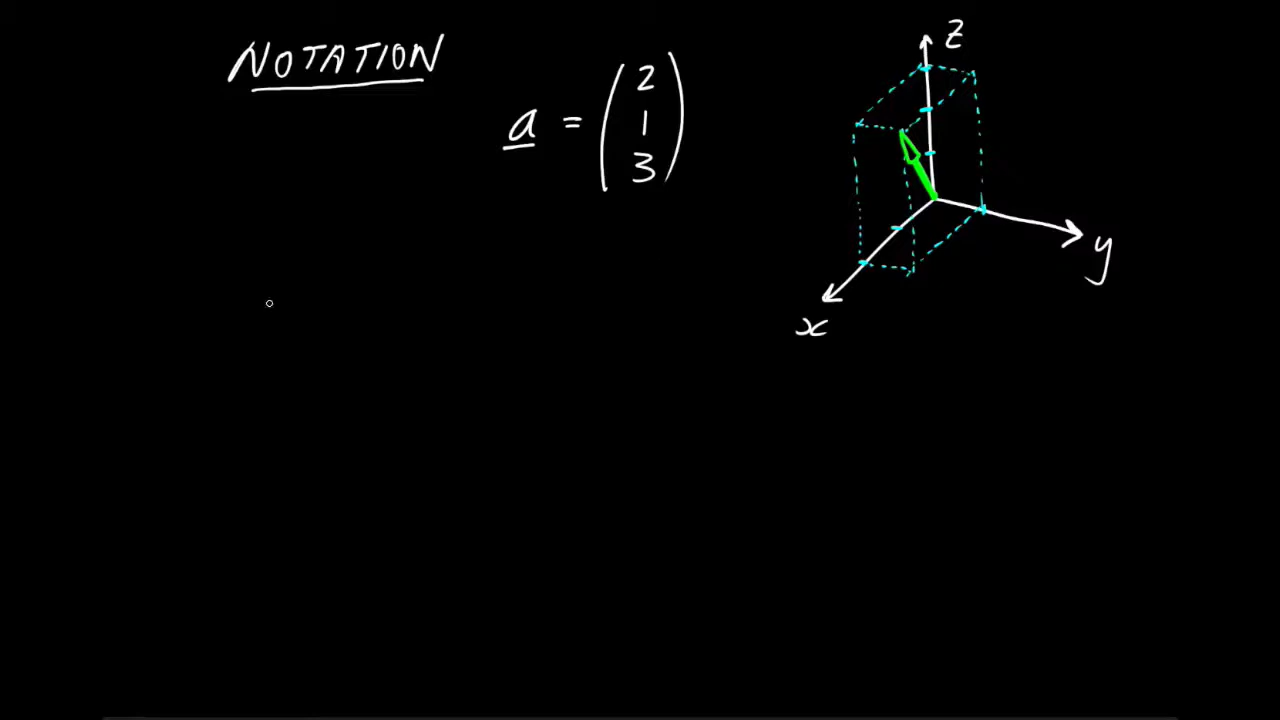 NOTATION
a = (2 1 3)
z
y
x